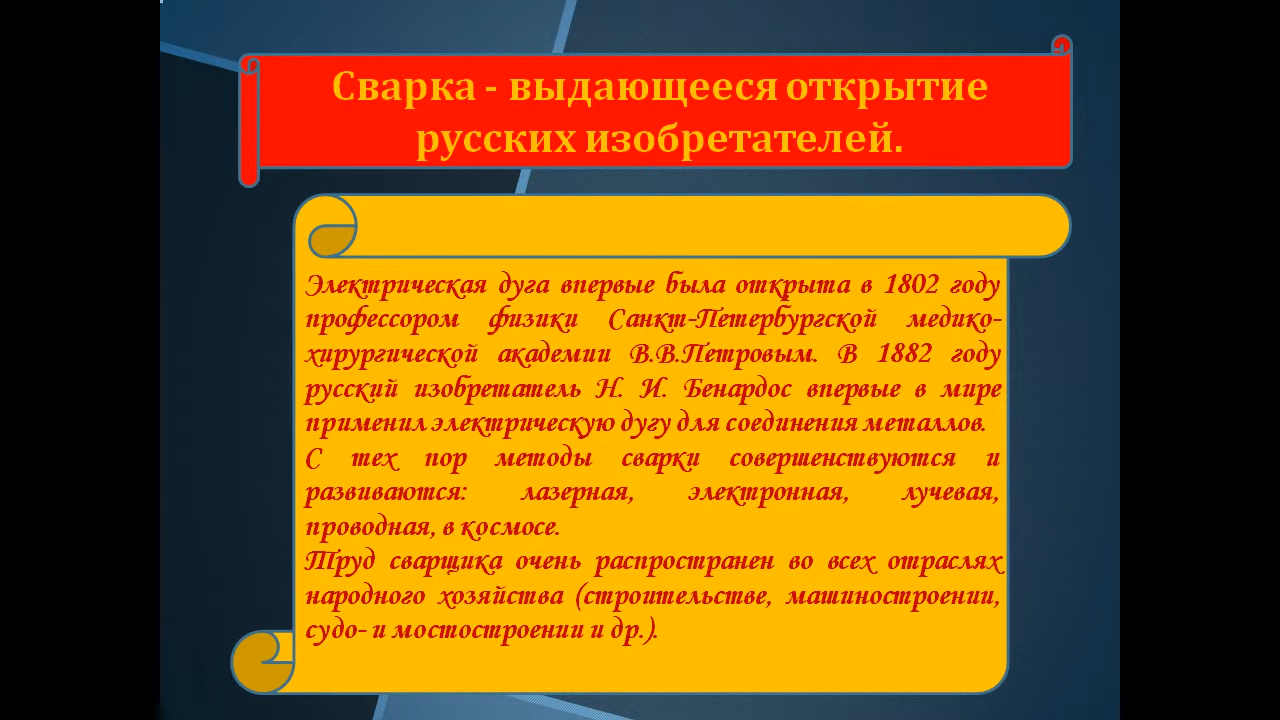 Сварка - выдающееся открытие
русских изобретателей.
Электрическая дуга впервые была открыта в 1802 году
профессором физики Санкт-Петербургской медико-
хирургической академии В.В.Петровым. В 1882 году
русский изобретатель Н. И. Бенардос впервые в мире
применил электрическую дугу для соединения металлов.
С тех пор методы сварки совершенствуются и
развиваются: лазерная, электронная, лучевая,
проводная, в космосе.
Труд сварщика очень распространен во всех отраслях
народного хозяйства (строительстве, машиностроении,
судо- и мостостроении и др.).